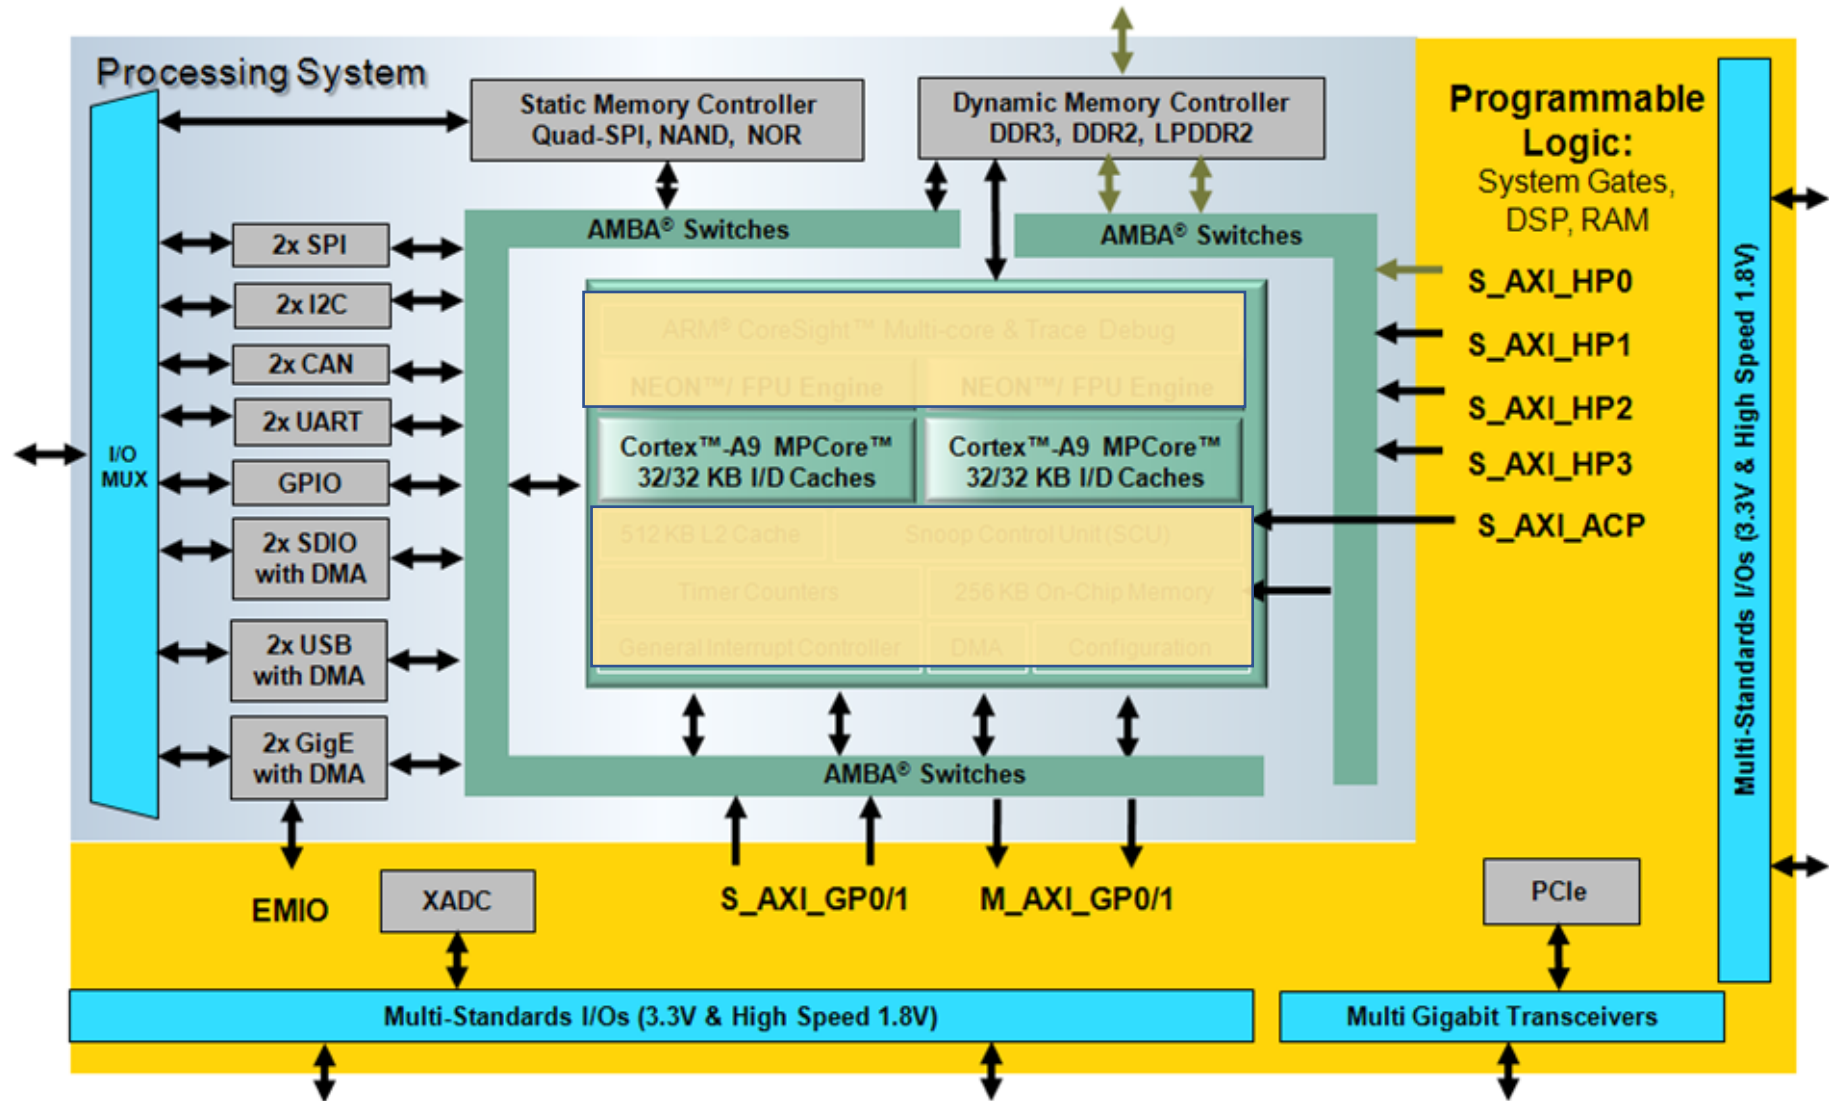 Processing System
Static Memory Controller
Quad-SPI, NAND, NOR
Dynamic Memory Controller
DDR3, DDR2, LPDDR2
Programmable
Logic:
System Gates,
DSP, RAM
AMBA® Switches
AMBA® Switches
2x SPI
2x I2C
2x CAN
2x UART
GPIO
2x SDIO
with DMA
2x USB
with DMA
2x GigE
with DMA
I/O
MUX
ARM® CoreSight™ Multi-core & Trace Debug
NEON™/ FPU Engine
NEON™/ FPU Engine
Cortex™-A9 MPCore™
32/32 KB I/D Caches
Cortex™-A9 MPCore™
32/32 KB I/D Caches
512 KB L2 Cache
Snoop Control Unit (SCU)
Timer Counters
256 KB On-Chip Memory
General Interrupt Controller
DMA
Configuration
AMBA® Switches
S_AXI_HP0
S_AXI_HP1
S_AXI_HP2
S_AXI_HP3
S_AXI_ACP
Multi-Standards I/Os (3.3V & High Speed 1.8V)
EMIO
XADC
S_AXI_GP0/1
M_AXI_GP0/1
PCIe
Multi-Standards I/Os (3.3V & High Speed 1.8V)
Multi Gigabit Transceivers